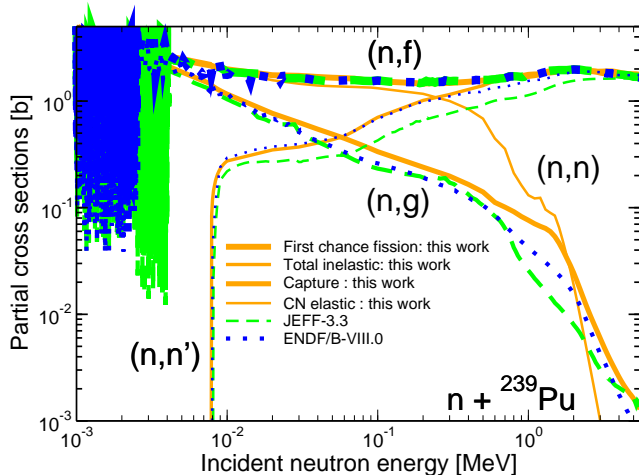 Partial cross sections [b]
10^0
10^-1
10^-2
10^-3
(n,f)
(n,n)
(n,g)
(n,n')
First chance fission: this work
Total inelastic: this work
Capture : this work
CN elastic : this work
JEFF-3.3
ENDF/B-VIII.0
n + ^239Pu
10^-3 10^-2 10^-1 10^0
Incident neutron energy [MeV]